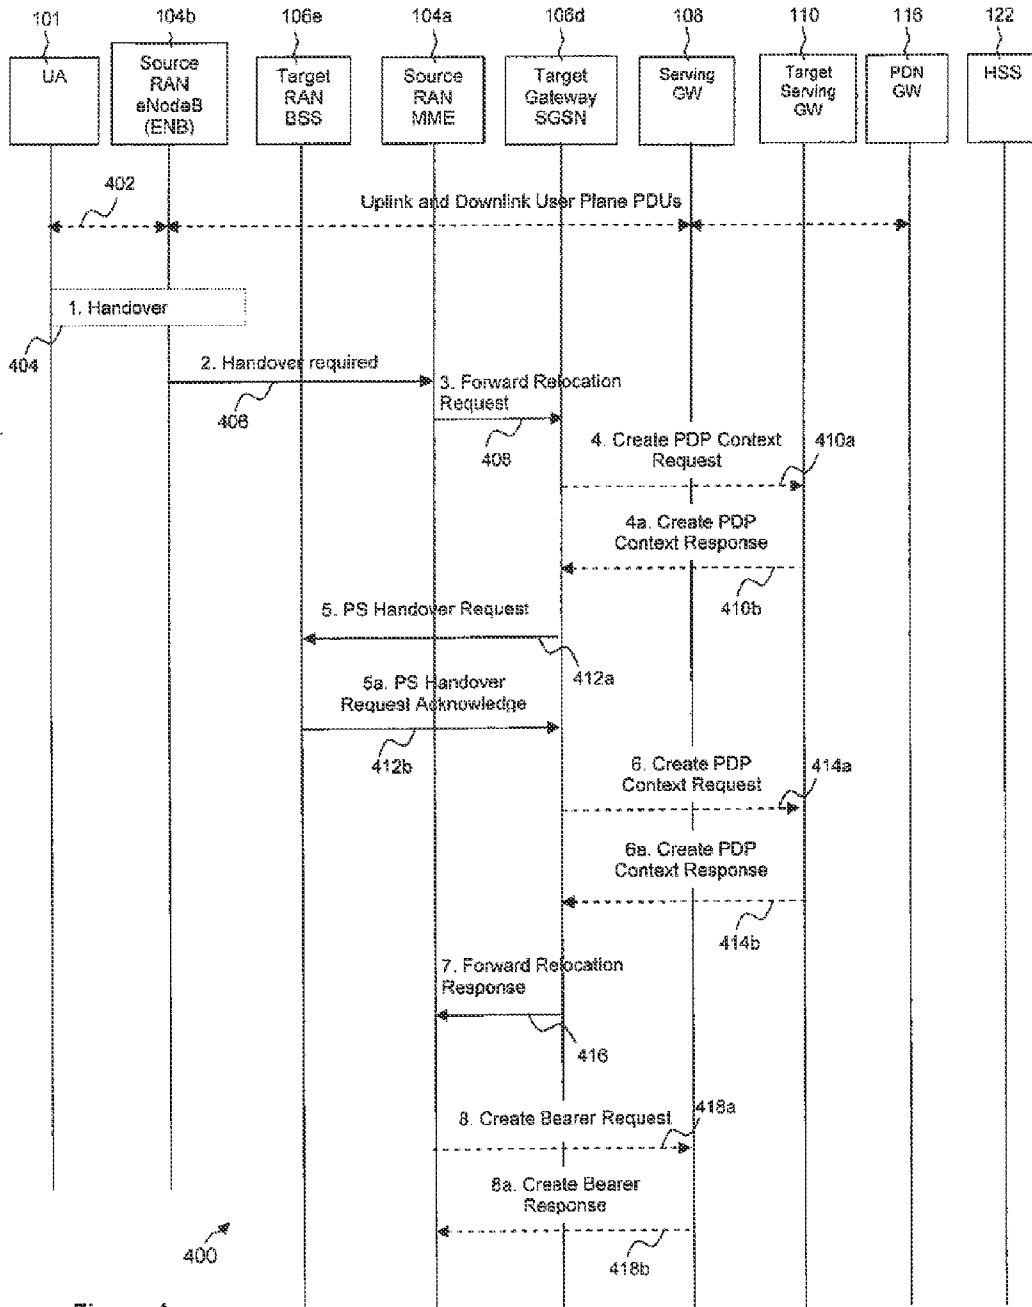 101
104b
106e
104a
106d
108
110
116
122
UA
Source
RAN
eNodeB
(ENB)
Target
RAN
BSS
Source
RAN
MME
Target
Gateway
SGSN
Serving
GW
Target
Serving
GW
PDN
GW
HSS
402
Uplink and Downlink User Plane PDUs
1. Handover
404
2. Handover required
406
3. Forward Relocation
Request
408
4. Create PDP Context
Request
410a
4a. Create PDP
Context Response
410b
5. PS Handover Request
412a
5a. PS Handover
Request Acknowledge
412b
6. Create PDP
Context Request
414a
6a. Create PDP
Context Response
414b
7. Forward Relocation
Response
416
8. Create Bearer Request
418a
8a. Create Bearer
Response
418b
400